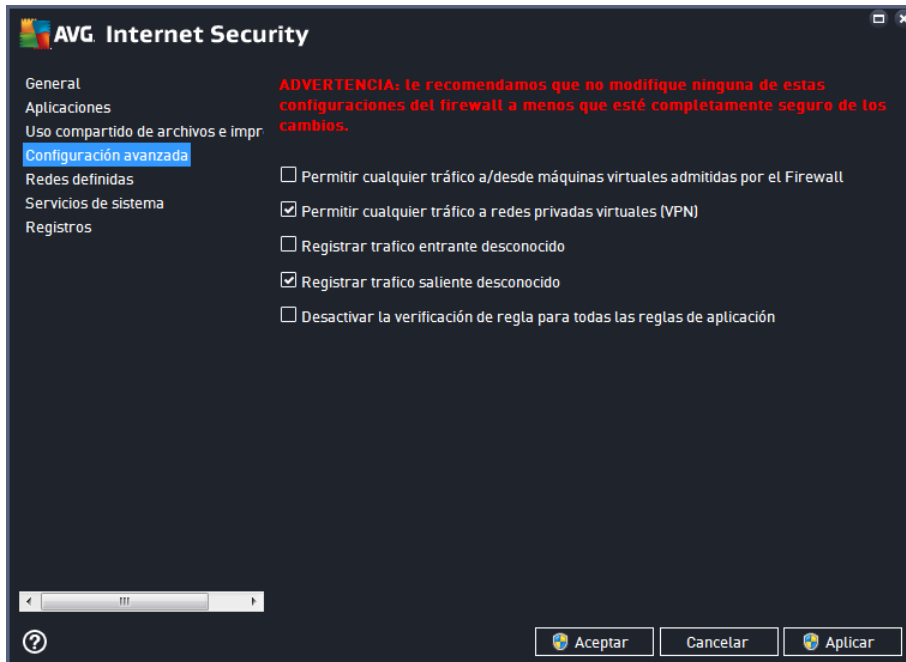 AVG. Internet Security
General
Aplicaciones
Uso compartido de archivos e impr
Configuración avanzada
Redes definidas
Servicios de sistema
Registros
ADVERTENCIA: le recomendamos que no modifique ninguna de estas
configuraciones del firewall a menos que esté completamente seguro de los
cambios.
Permitir cualquier tráfico a/desde máquinas virtuales admitidas por el Firewall
Permitir cualquier tráfico a redes privadas virtuales (VPN)
Registrar trafico entrante desconocido
Registrar trafico saliente desconocido
Desactivar la verificación de regla para todas las reglas de aplicación
Aceptar
Cancelar
Aplicar